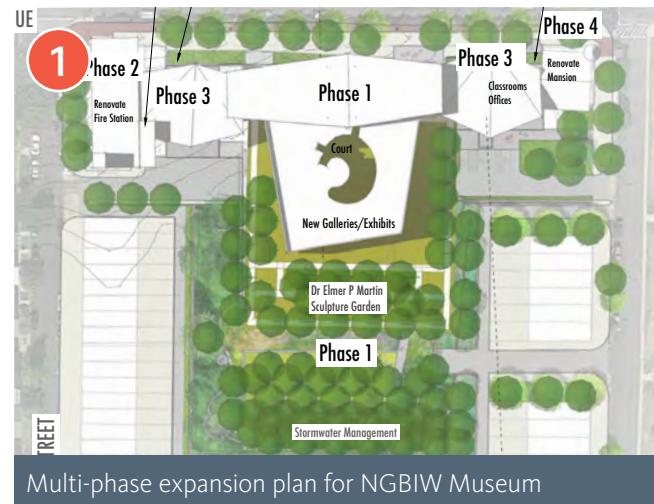 UE
1
Phase 2
Renovate
Fire Station
Phase 3
Phase 1
Phase 3
Classrooms
Offices
Phase 4
Renovate
Mansion
Court
New Galleries/Exhibits
Dr Elmer P Martin
Sculpture Garden
Phase 1
Stormwater Management
STREET
Multi-phase expansion plan for NGBIW Museum